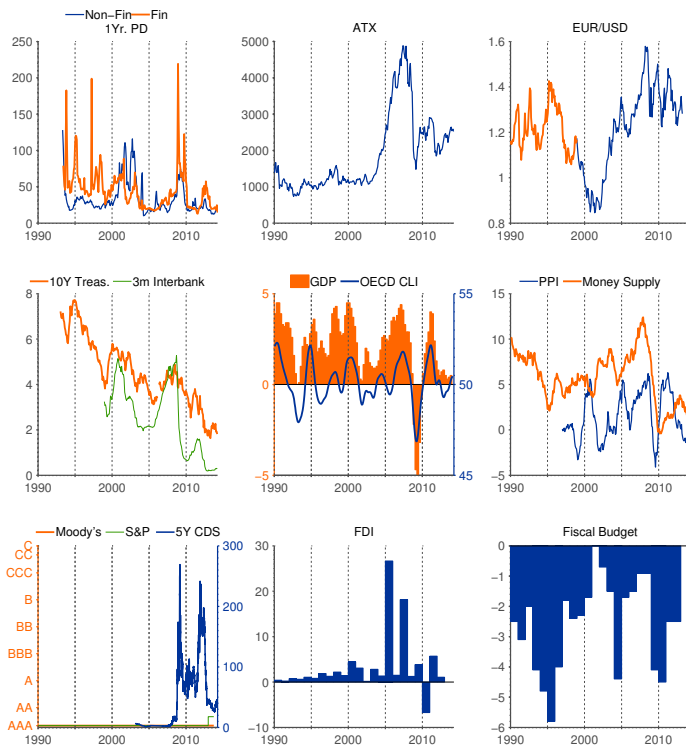 Non−Fin Fin
1Yr. PD
250
200
150
100
50
0
1990 2000 2010
ATX
5000
4000
3000
2000
1000
0
1990 2000 2010
EUR/USD
1.6
1.4
1.2
1
0.8
1990 2000 2010
10Y Treas. 3m Interbank
8
6
4
2
0
1990 2000 2010
GDP OECD CLI
5 55
0 50
−5 45
1990 2000 2010
PPI Money Supply
15
10
5
0
−5
1990 2000 2010
Moody's S&P 5Y CDS
C 300
CC
CCC
B 200
BB
BBB
A 100
AA
AAA 0
1990 2000 2010
FDI
30
20
10
0
−10
1990 2000 2010
Fiscal Budget
0
−1
−2
−3
−4
−5
−6
1990 2000 2010